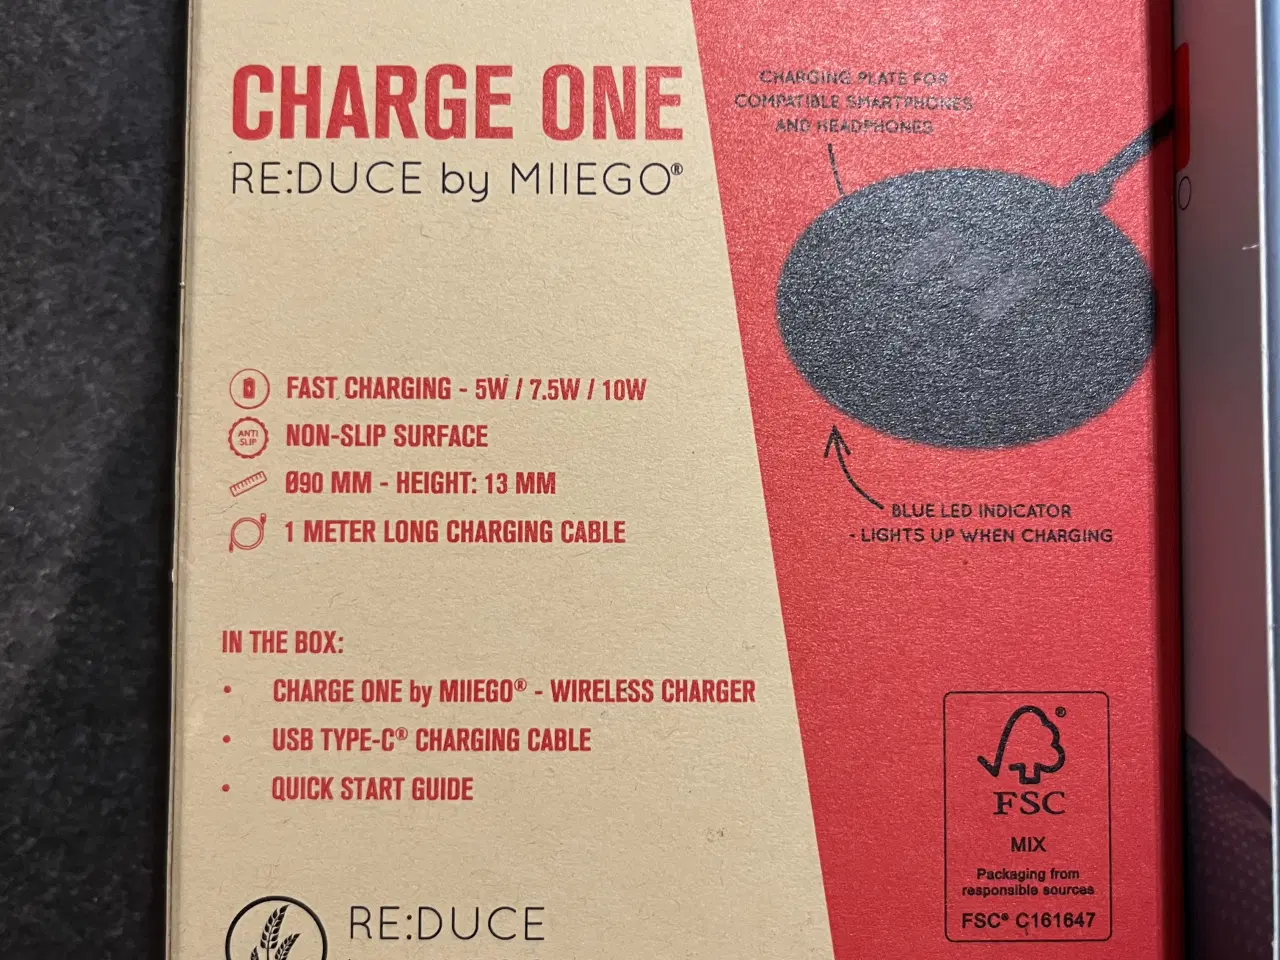 CHARGE ONE
RE:DUCE by MIIEGO®
FAST CHARGING - 5W / 7.5W / 10W
ANTI
SLIP
NON-SLIP SURFACE
Ø90 MM - HEIGHT: 13 MM
1 METER LONG CHARGING CABLE
IN THE BOX:
• CHARGE ONE by MIIEGO® - WIRELESS CHARGER
• USB TYPE-C® CHARGING CABLE
• QUICK START GUIDE
RE:DUCE
CHARGING PLATE FOR
COMPATIBLE SMARTPHONES
AND HEADPHONES
BLUE LED INDICATOR
- LIGHTS UP WHEN CHARGING
®
FSC
MIX
Packaging from
responsible sources
FSC® C161647